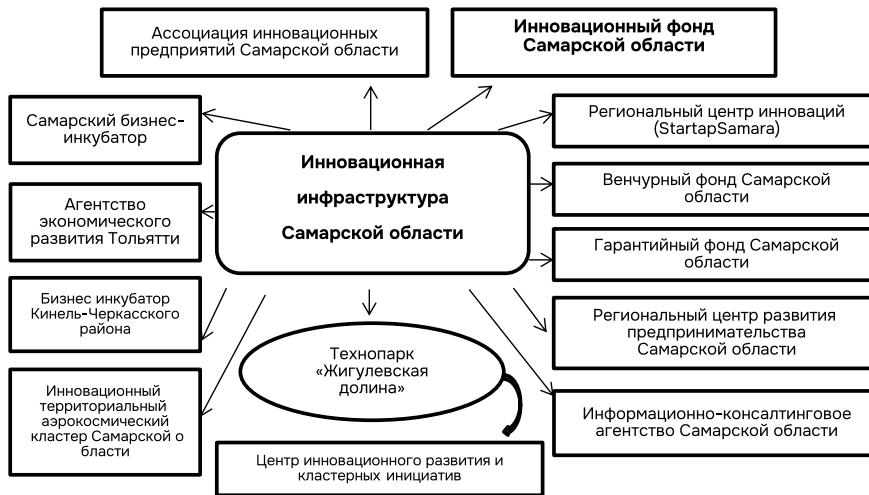 Ассоциация инновационных
предприятий Самарской области
Инновационный фонд
Самарской области
Самарский бизнес-
инкубатор
Агентство
экономического
развития Тольятти
Бизнес инкубатор
Кинель-Черкасского
района
Инновационный
территориальный
аэрокосмический
кластер Самарской о
бласти
Инновационная
инфраструктура
Самарской области
Технопарк
«Жигулевская
долина»
Центр инновационного развития и
кластерных инициатив
Региональный центр инноваций
(StartapSamara)
Венчурный фонд Самарской
области
Гарантийный фонд Самарской
области
Региональный центр развития
предпринимательства
Самарской области
Информационно-консалтинговое
агентство Самарской области